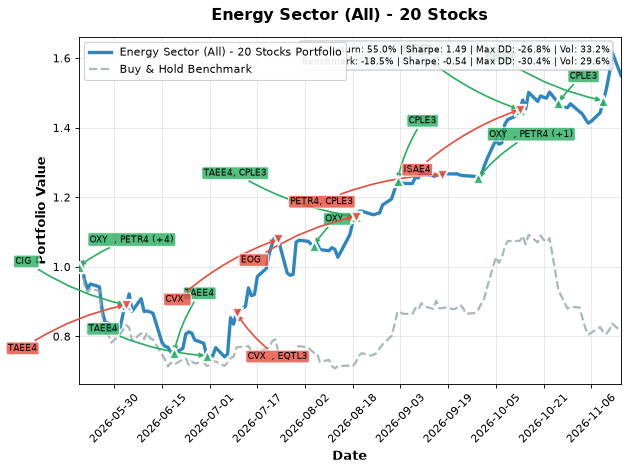 Energy Sector (All) - 20 Stocks
Energy Sector (All) - 20 Stocks Portfolio
Buy & Hold Benchmark
urn: 55.0% | Sharpe: 1.49 | Max DD: -26.8% | Vol: 33.2%
Benchmark: -18.5% | Sharpe: -0.54 | Max DD: -30.4% | Vol: 29.6%
1.6
1.4
1.2
1.0
0.8
Portfolio Value
CPLE3
CPLE3
OXY , PETR4 (+1)
ISAE4
TAEE4, CPLE3
PETR4, CPLE3
OXY
OXY , PETR4 (+4)
CIG
EOG
TAEE4
CVX
TAEE4
TAEE4
CVX , EQTL3
2026-05-30
2026-06-15
2026-07-01
2026-07-17
2026-08-02
2026-08-18
2026-09-03
2026-09-19
2026-10-05
2026-10-21
2026-11-06
Date